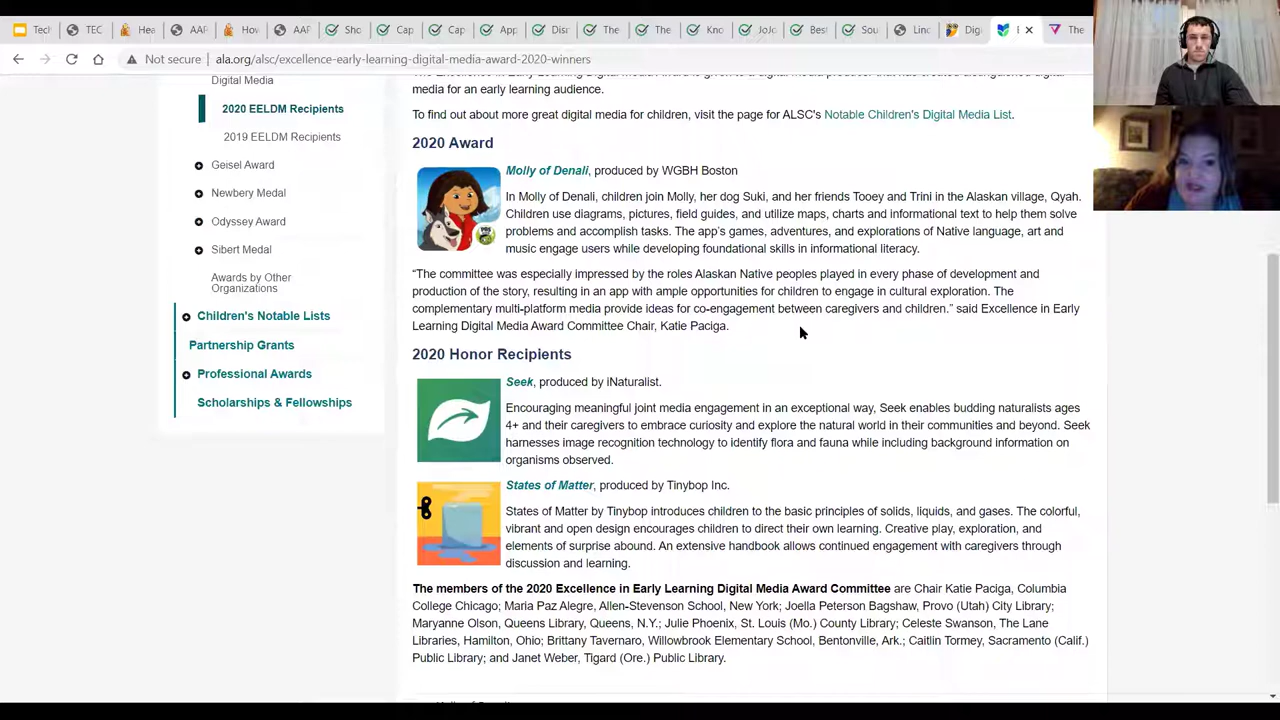 Tech
TEC
Hea
AAF
Ho
AAF
Sho
Cap
Cap
App
Dis
The
The
Kno
JoJo
Best
Sou
Linc
Digi
The
Not secure
ala.org/alsc/excellence-early-learning-digital-media-award-2020-winners
Digital Media
2020 EELDM Recipients
2019 EELDM Recipients
Geisel Award
Newbery Medal
Odyssey Award
Sibert Medal
Awards by Other
Organizations
Children's Notable Lists
Partnership Grants
Professional Awards
Scholarships & Fellowships
media for an early learning audience.
To find out about more great digital media for children, visit the page for ALSC's Notable Children's Digital Media List.
2020 Award
Molly of Denali, produced by WGBH Boston
In Molly of Denali, children join Molly, her dog Suki, and her friends Tooey and Trini in the Alaskan village, Qyah.
Children use diagrams, pictures, field guides, and utilize maps, charts and informational text to help them solve
problems and accomplish tasks. The app's games, adventures, and explorations of Native language, art and
music engage users while developing foundational skills in informational literacy.
“The committee was especially impressed by the roles Alaskan Native peoples played in every phase of development and
production of the story, resulting in an app with ample opportunities for children to engage in cultural exploration. The
complementary multi-platform media provide ideas for co-engagement between caregivers and children.” said Excellence in Early
Learning Digital Media Award Committee Chair, Katie Paciga.
2020 Honor Recipients
Seek, produced by iNaturalist.
Encouraging meaningful joint media engagement in an exceptional way, Seek enables budding naturalists ages
4+ and their caregivers to embrace curiosity and explore the natural world in their communities and beyond. Seek
harnesses image recognition technology to identify flora and fauna while including background information on
organisms observed.
States of Matter, produced by Tinybop Inc.
States of Matter by Tinybop introduces children to the basic principles of solids, liquids, and gases. The colorful,
vibrant and open design encourages children to direct their own learning. Creative play, exploration, and
elements of surprise abound. An extensive handbook allows continued engagement with caregivers through
discussion and learning.
The members of the 2020 Excellence in Early Learning Digital Media Award Committee are Chair Katie Paciga, Columbia
College Chicago; Maria Paz Alegre, Allen-Stevenson School, New York; Joella Peterson Bagshaw, Provo (Utah) City Library;
Maryanne Olson, Queens Library, Queens, N.Y.; Julie Phoenix, St. Louis (Mo.) County Library; Celeste Swanson, The Lane
Libraries, Hamilton, Ohio; Brittany Tavernaro, Willowbrook Elementary School, Bentonville, Ark.; Caitlin Tormey, Sacramento (Calif.)
Public Library; and Janet Weber, Tigard (Ore.) Public Library.